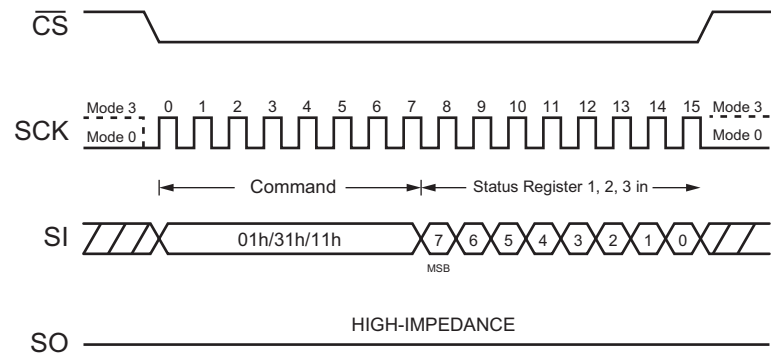 CS
Mode 3 0 1 2 3 4 5 6 7 8 9 10 11 12 13 14 15 Mode 3
SCK
Mode 0 Mode 0
Command Status Register 1, 2, 3 in
SI 01h/31h/11h 7 6 5 4 3 2 1 0
MSB
HIGH-IMPEDANCE
SO